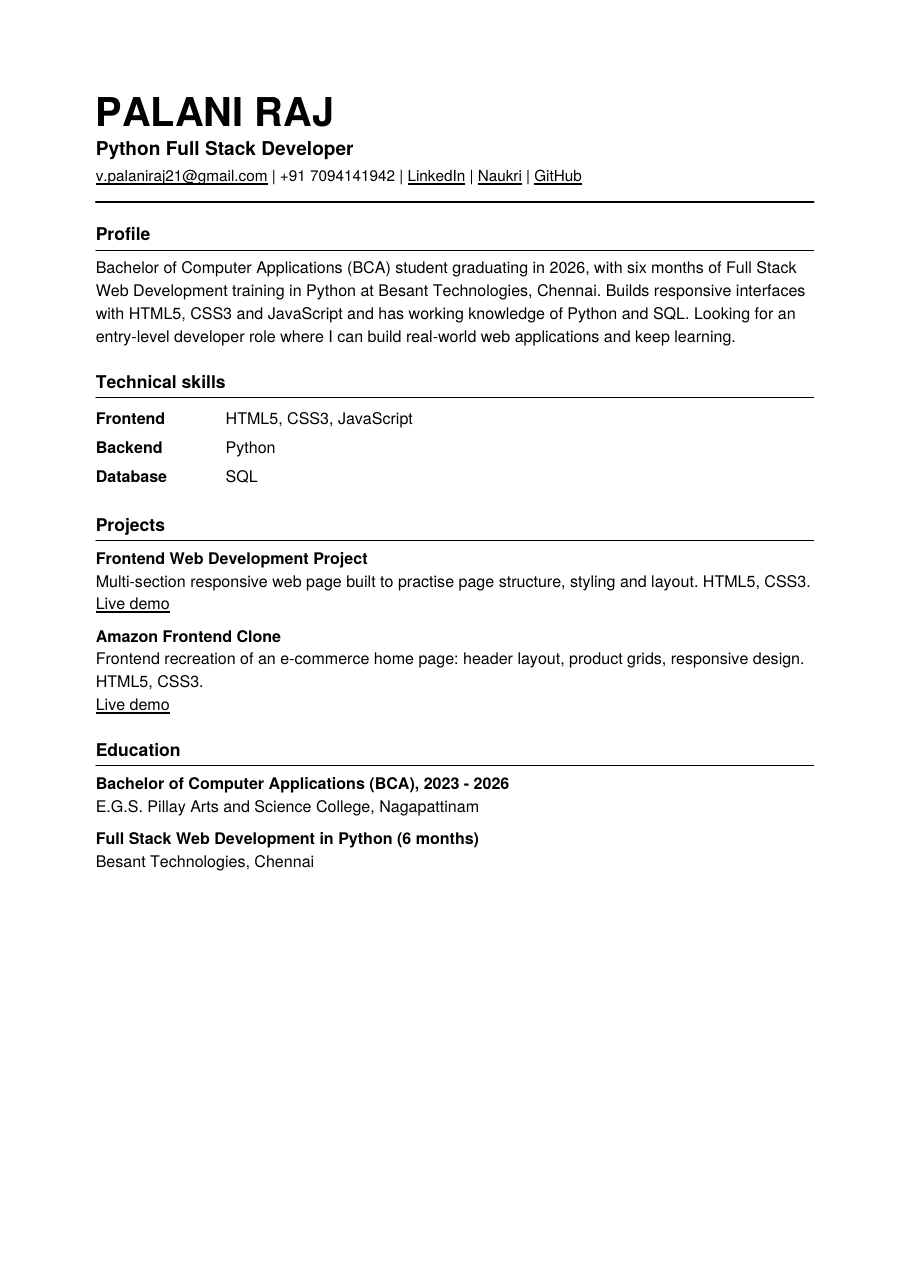 PALANI RAJ
Python Full Stack Developer
v.palaniraj21@gmail.com | +91 7094141942 | LinkedIn | Naukri | GitHub
Profile
Bachelor of Computer Applications (BCA) student graduating in 2026, with six months of Full Stack
Web Development training in Python at Besant Technologies, Chennai. Builds responsive interfaces
with HTML5, CSS3 and JavaScript and has working knowledge of Python and SQL. Looking for an
entry-level developer role where I can build real-world web applications and keep learning.
Technical skills
Frontend HTML5, CSS3, JavaScript
Backend Python
Database SQL
Projects
Frontend Web Development Project
Multi-section responsive web page built to practise page structure, styling and layout. HTML5, CSS3.
Live demo
Amazon Frontend Clone
Frontend recreation of an e-commerce home page: header layout, product grids, responsive design.
HTML5, CSS3.
Live demo
Education
Bachelor of Computer Applications (BCA), 2023 - 2026
E.G.S. Pillay Arts and Science College, Nagapattinam
Full Stack Web Development in Python (6 months)
Besant Technologies, Chennai